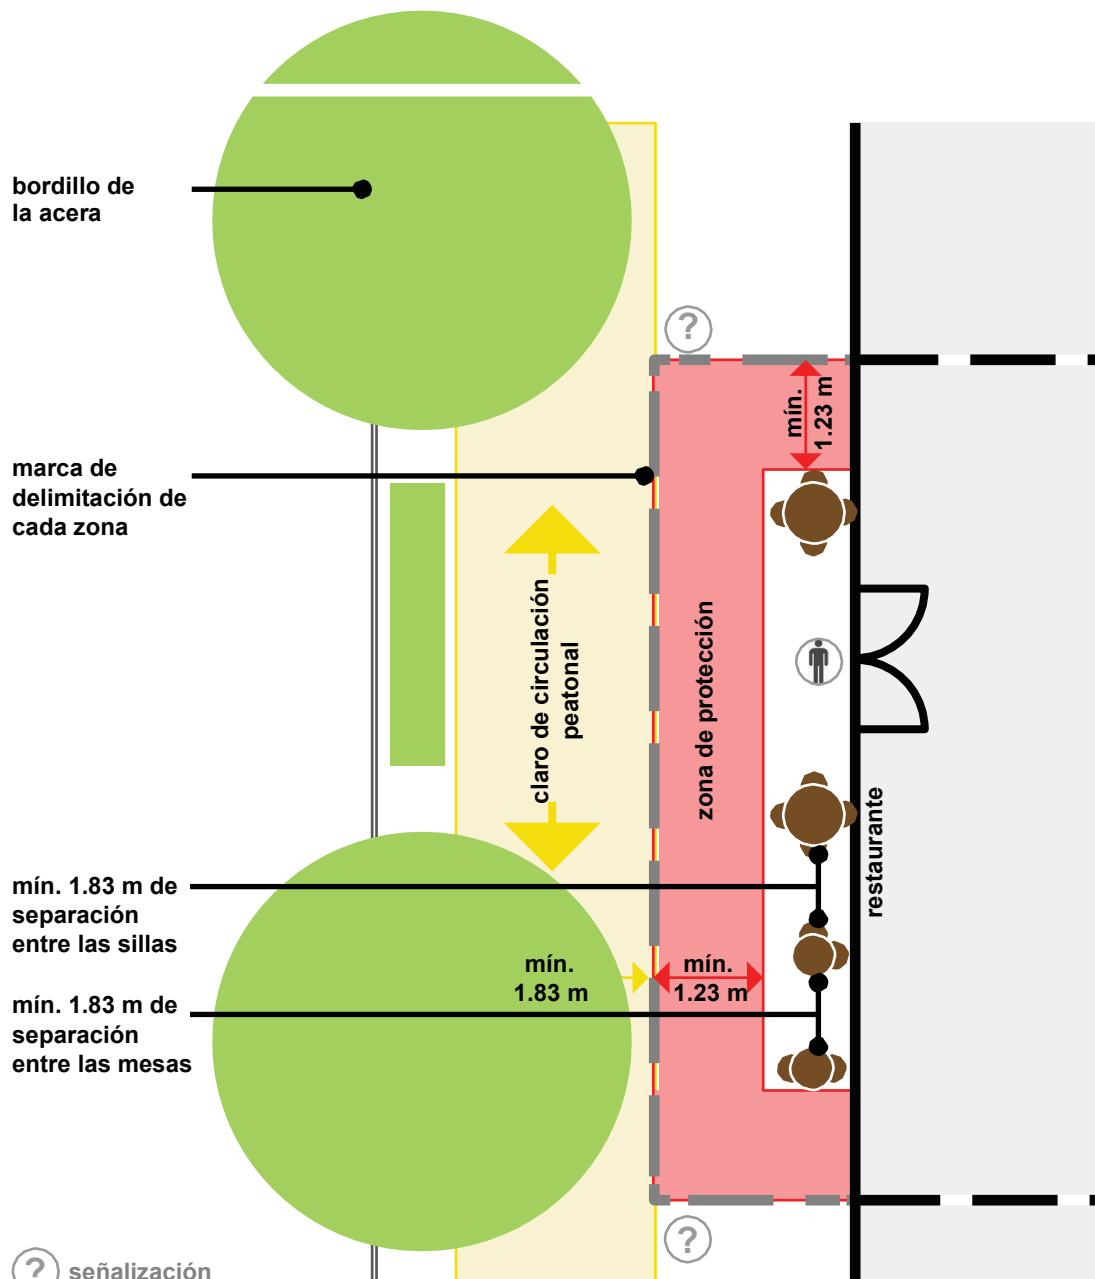 bordillo de
la acera
?
mín.
1.23 m
marca de
delimitación de
cada zona
claro de circulación
peatonal
zona de protección
restaurante
mín. 1.83 m de
separación
entre las sillas
mín.
1.83 m
mín.
1.23 m
mín. 1.83 m de
separación
entre las mesas
?
? señalización